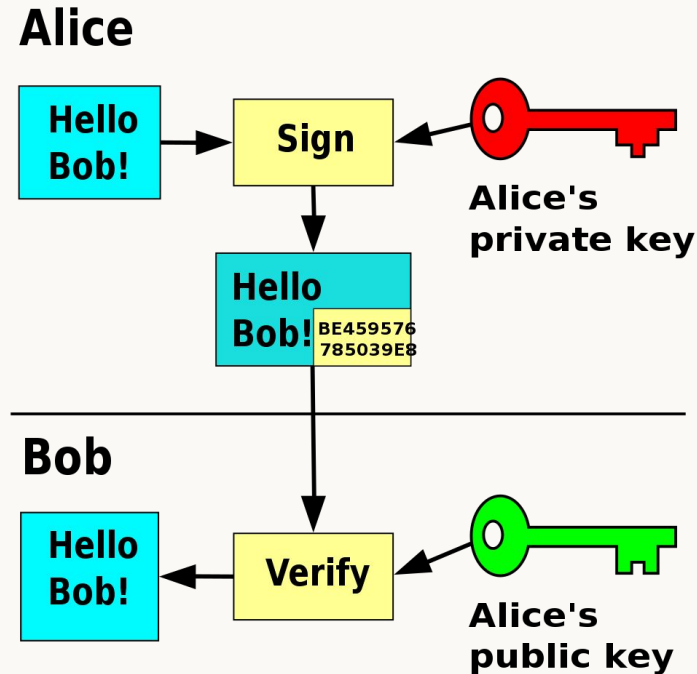 Alice
Hello
Bob!
Sign
Alice's
private key
Hello
Bob!
BE459576
785039E8
Bob
Hello
Bob!
Verify
Alice's
public key